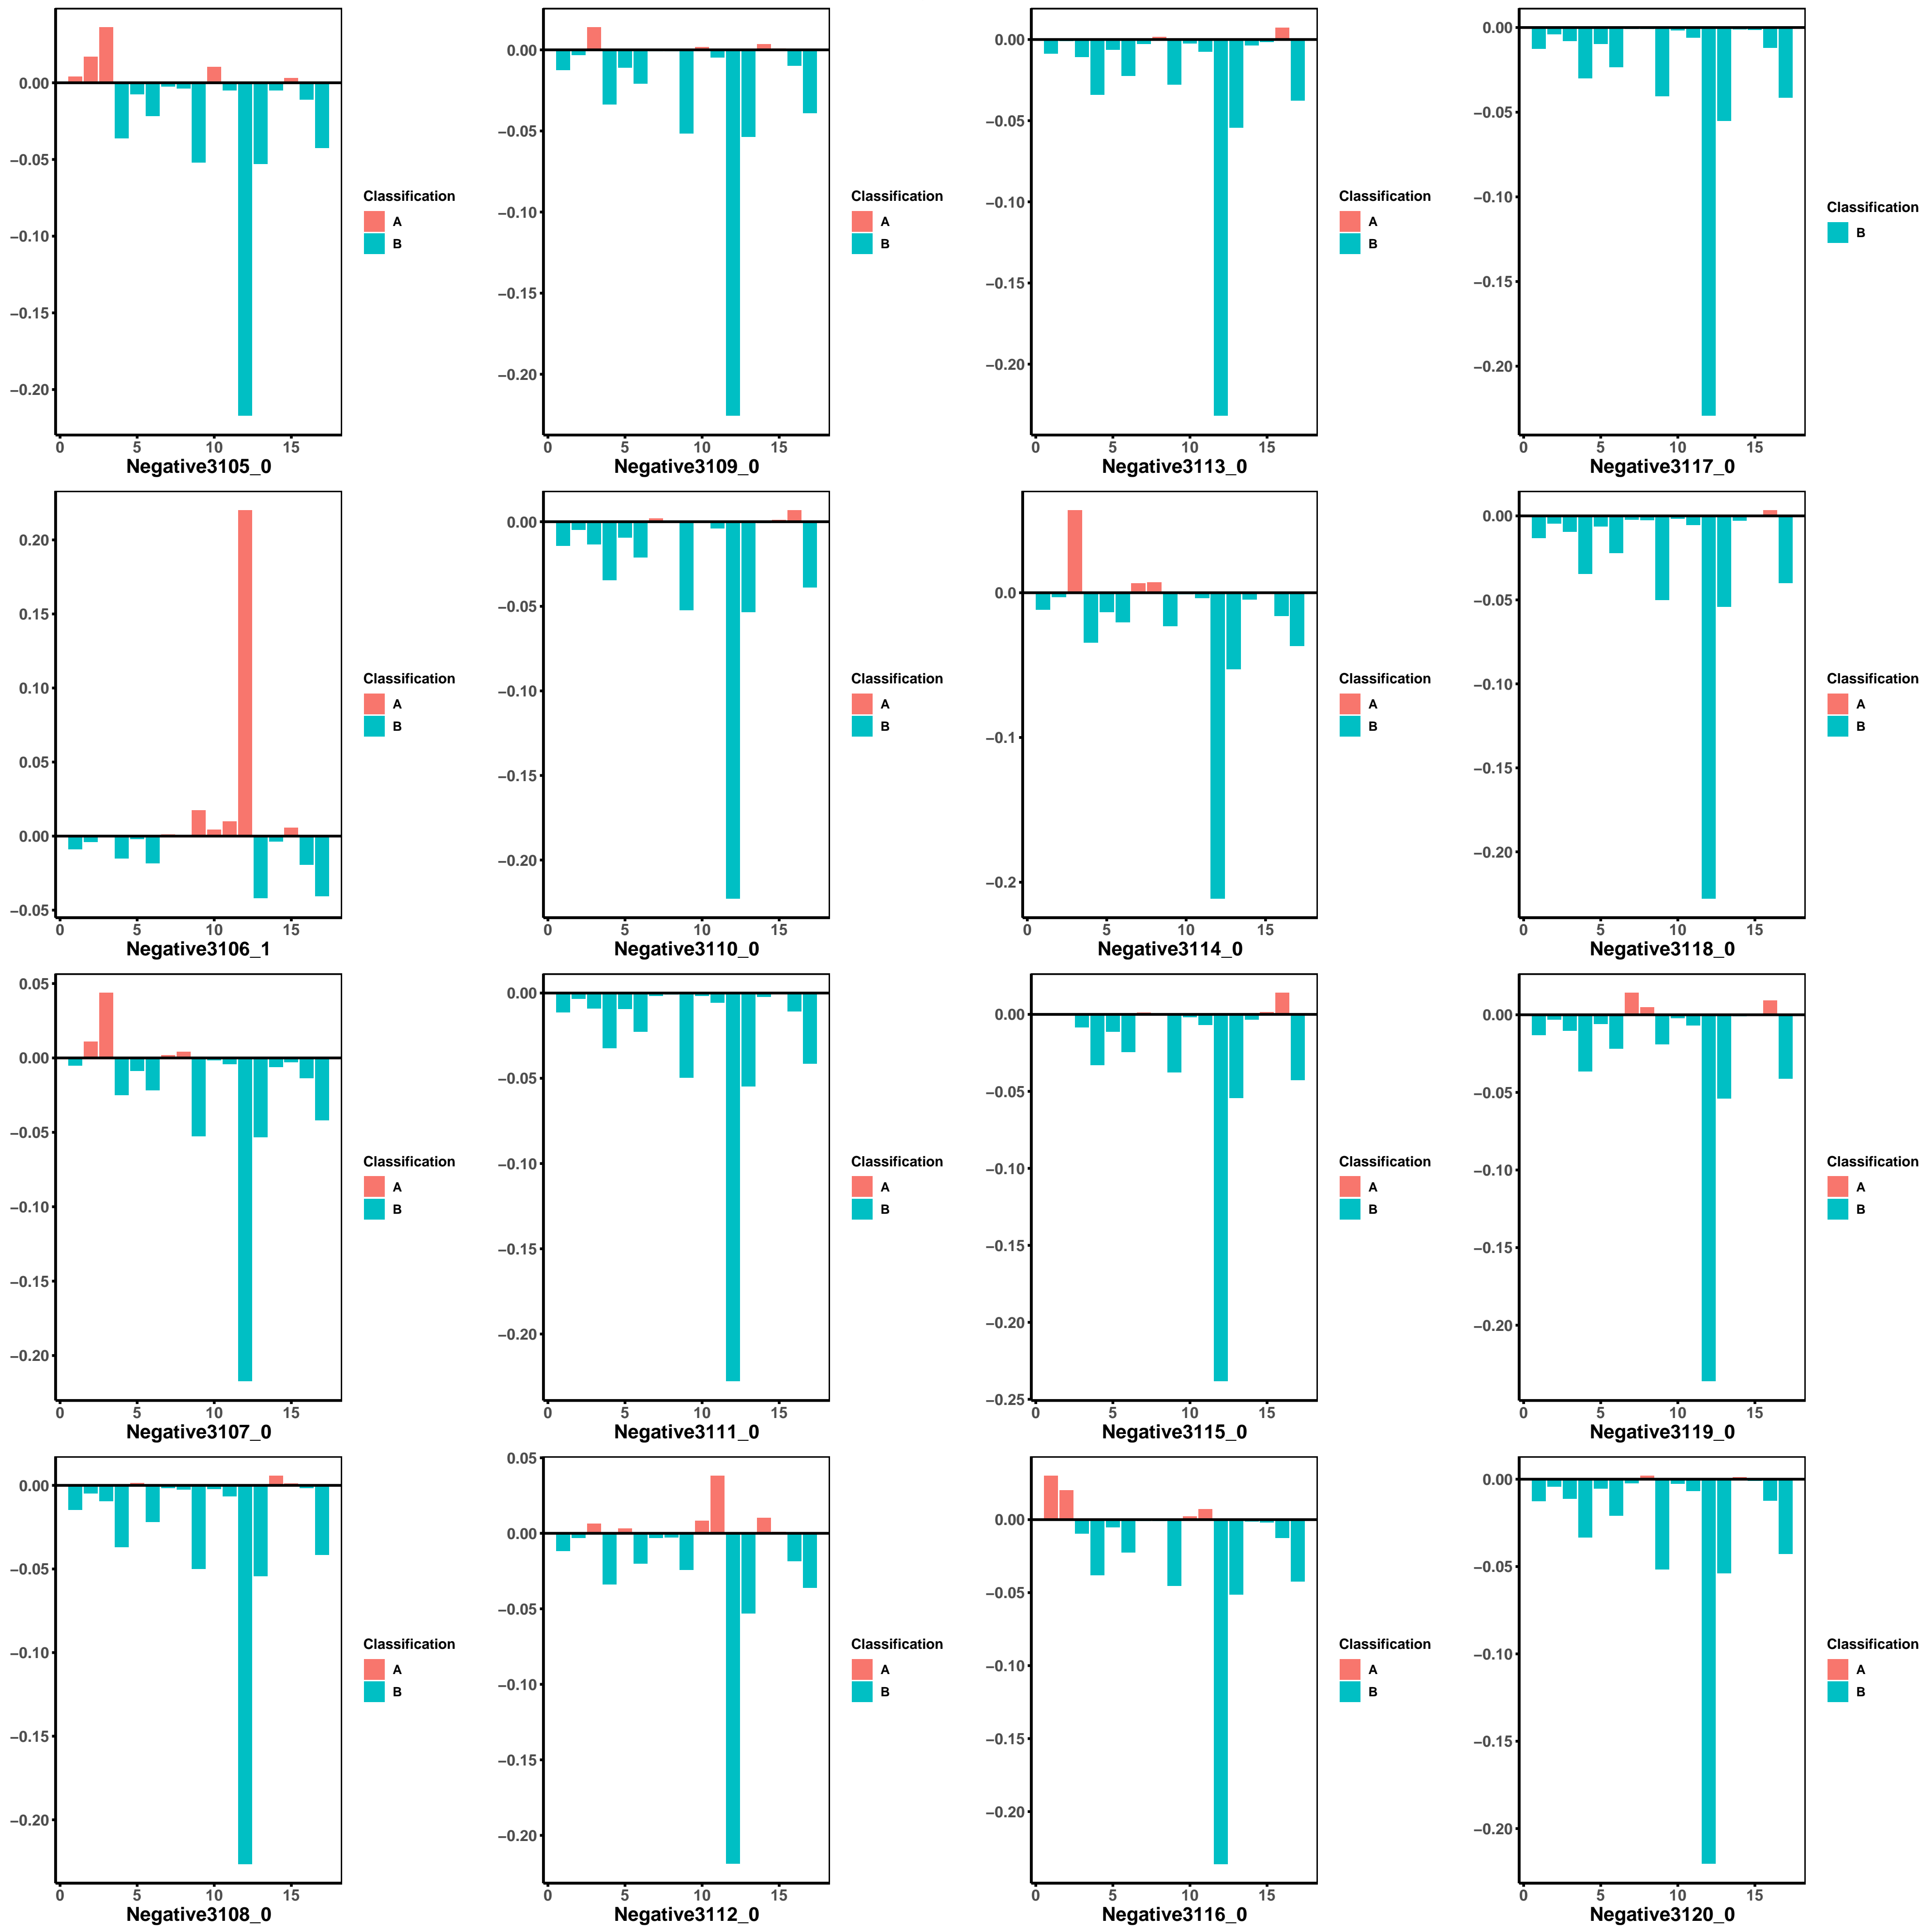 0.00
−0.05
−0.10
−0.15
−0.20
0 5 10 15
Negative3105_0
Classification
A
B
0.00
−0.05
−0.10
−0.15
−0.20
0 5 10 15
Negative3109_0
Classification
A
B
0.00
−0.05
−0.10
−0.15
−0.20
0 5 10 15
Negative3113_0
Classification
A
B
0.00
−0.05
−0.10
−0.15
−0.20
0 5 10 15
Negative3117_0
Classification
B
0.20
0.15
0.10
0.05
0.00
−0.05
0 5 10 15
Negative3106_1
Classification
A
B
0.00
−0.05
−0.10
−0.15
−0.20
0 5 10 15
Negative3110_0
Classification
A
B
0.0
−0.1
−0.2
0 5 10 15
Negative3114_0
Classification
A
B
0.00
−0.05
−0.10
−0.15
−0.20
0 5 10 15
Negative3118_0
Classification
A
B
0.05
0.00
−0.05
−0.10
−0.15
−0.20
0 5 10 15
Negative3107_0
Classification
A
B
0.00
−0.05
−0.10
−0.15
−0.20
0 5 10 15
Negative3111_0
Classification
A
B
0.00
−0.05
−0.10
−0.15
−0.20
−0.25
0 5 10 15
Negative3115_0
Classification
A
B
0.00
−0.05
−0.10
−0.15
−0.20
0 5 10 15
Negative3119_0
Classification
A
B
0.00
−0.05
−0.10
−0.15
−0.20
0 5 10 15
Negative3108_0
Classification
A
B
0.05
0.00
−0.05
−0.10
−0.15
−0.20
0 5 10 15
Negative3112_0
Classification
A
B
0.00
−0.05
−0.10
−0.15
−0.20
0 5 10 15
Negative3116_0
Classification
A
B
0.00
−0.05
−0.10
−0.15
−0.20
0 5 10 15
Negative3120_0
Classification
A
B